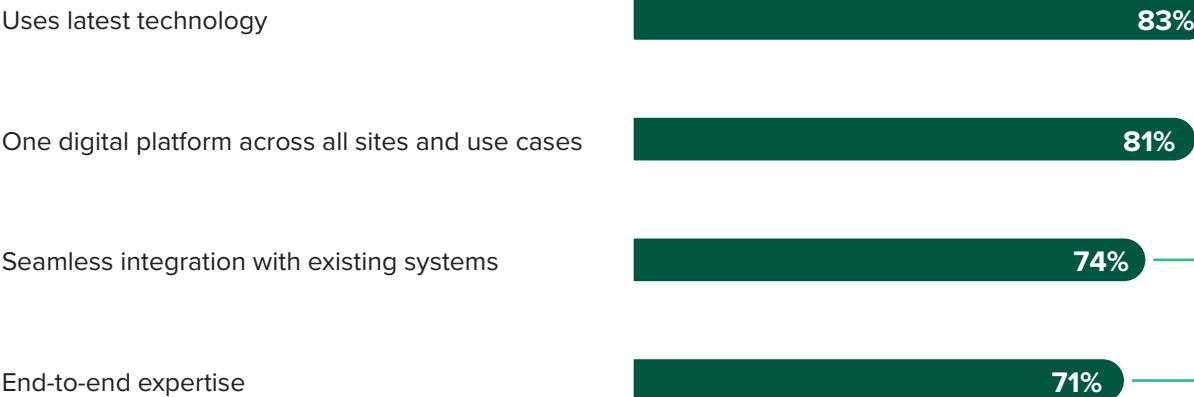 Uses latest technology 83%
One digital platform across all sites and use cases 81%
Seamless integration with existing systems 74%
End-to-end expertise 71%